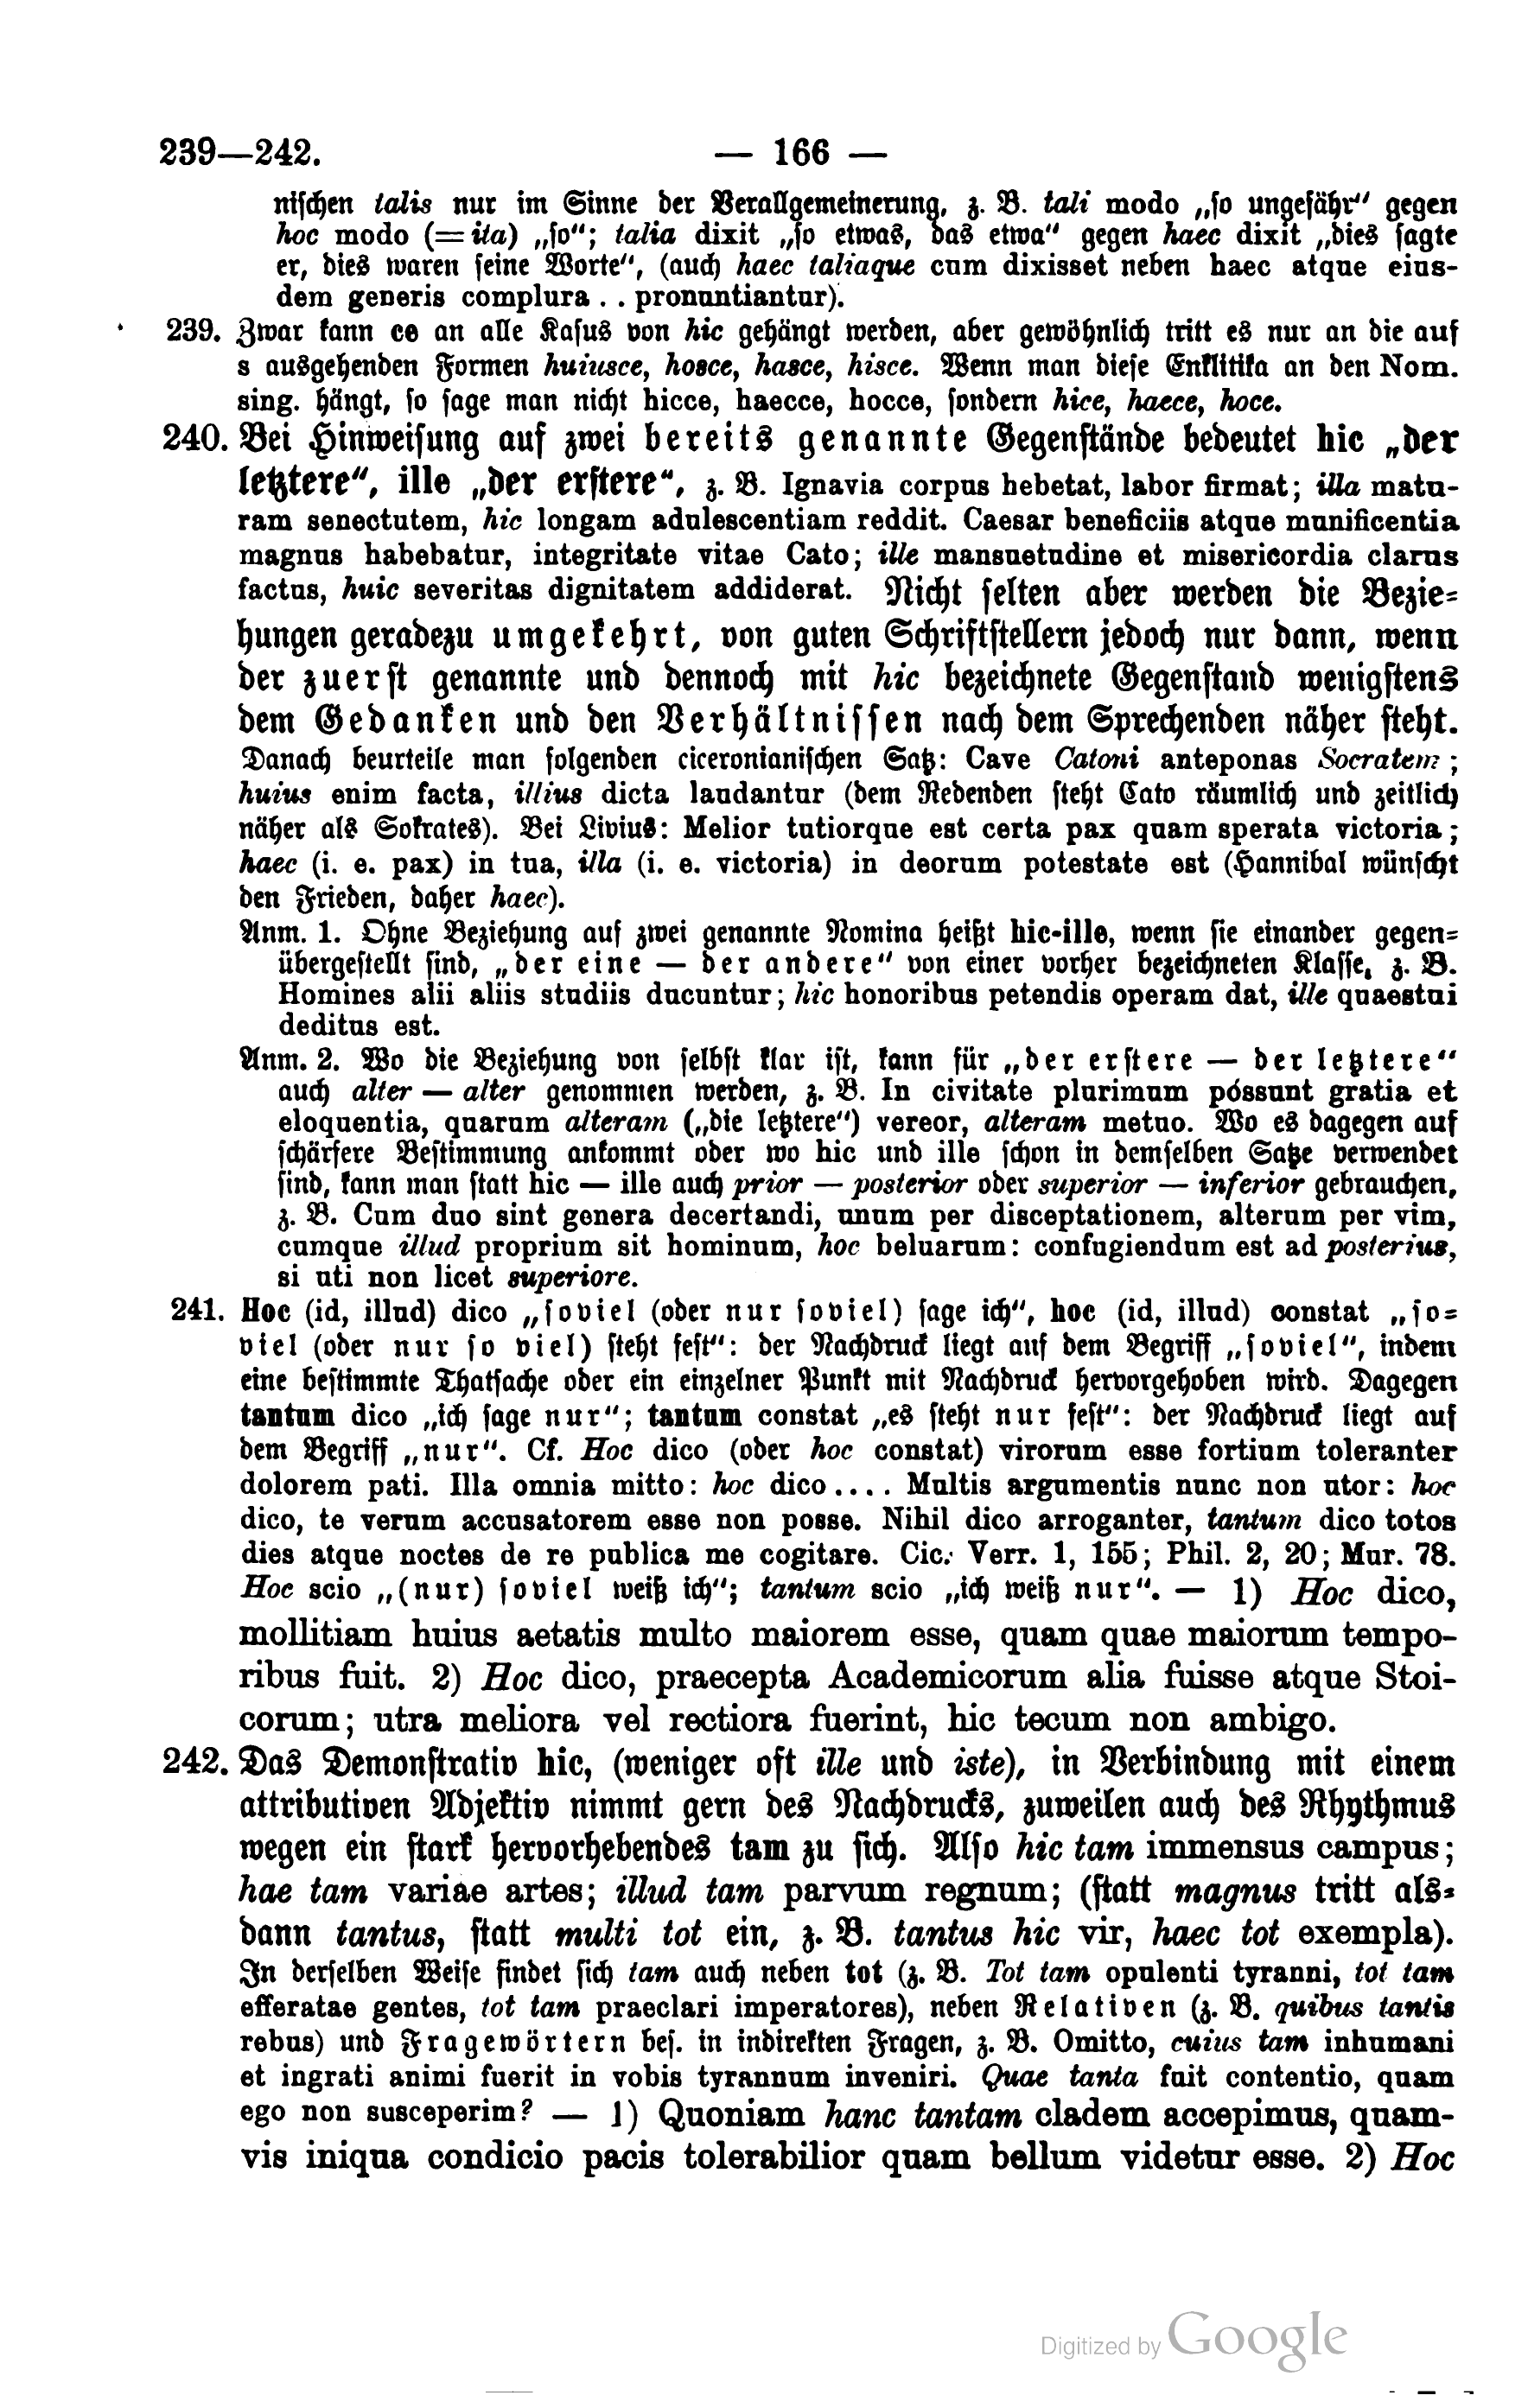 239—242. — 166 —
nischen talis nur im Sinne der Verallgemeinerung, z. B. tali modo „so ungefähr“ gegen
hoc modo (= ita) „so“; talia dixit „so etwas, das etwa“ gegen haec dixit „dies sagte
er, dies waren seine Worte“, (auch haec taliaque cum dixisset neben haec atque eius-
dem generis complura . . pronuntiantur).
239. Zwar kann ce an alle Kasus von hic gehängt werden, aber gewöhnlich tritt es nur an die auf
s ausgehenden Formen huiusce, hosce, hasce, hisce. Wenn man diese Enklitika an den Nom.
sing. hängt, so sage man nicht hicce, haecce, hocce, sondern hice, haece, hoce.
240. Bei Hinweisung auf zwei bereits genannte Gegenstände bedeutet hic „der
letztere“, ille „der erstere“, z. B. Ignavia corpus hebetat, labor firmat; illa matu-
ram senectutem, hic longam adulescentiam reddit. Caesar beneficiis atque munificentia
magnus habebatur, integritate vitae Cato; ille mansuetudine et misericordia clarus
factus, huic severitas dignitatem addiderat. Nicht selten aber werden die Bezie-
hungen geradezu umgekehrt, von guten Schriftstellern jedoch nur dann, wenn
der zuerst genannte und dennoch mit hic bezeichnete Gegenstand wenigstens
dem Gedanken und den Verhältnissen nach dem Sprechenden näher steht.
Danach beurteile man folgenden ciceronianischen Satz: Cave Catoni anteponas Socratem;
huius enim facta, illius dicta laudantur (dem Redenden steht Cato räumlich und zeitlich
näher als Sokrates). Bei Livius: Melior tutiorque est certa pax quam sperata victoria;
haec (i. e. pax) in tua, illa (i. e. victoria) in deorum potestate est (Hannibal wünscht
den Frieden, daher haec).
Anm. 1. Ohne Beziehung auf zwei genannte Nomina heißt hic-ille, wenn sie einander gegen-
übergestellt sind, „der eine — der andere“ von einer vorher bezeichneten Klasse, z. B.
Homines alii aliis studiis ducuntur; hic honoribus petendis operam dat, ille quaestui
deditus est.
Anm. 2. Wo die Beziehung von selbst klar ist, kann für „der erstere — der letztere“
auch alter — alter genommen werden, z. B. In civitate plurimum póssunt gratia et
eloquentia, quarum alteram („die letztere“) vereor, alteram metuo. Wo es dagegen auf
schärfere Bestimmung ankommt oder wo hic und ille schon in demselben Satze verwendet
sind, kann man statt hic — ille auch prior — posterior oder superior — inferior gebrauchen,
z. B. Cum duo sint genera decertandi, unum per disceptationem, alterum per vim,
cumque illud proprium sit hominum, hoc beluarum: confugiendum est ad posterius,
si uti non licet superiore.
241. Hoc (id, illud) dico „soviel (oder nur soviel) sage ich“, hoc (id, illud) constat „so-
viel (oder nur so viel) steht fest“: der Nachdruck liegt auf dem Begriff „soviel“, indem
eine bestimmte Thatsache oder ein einzelner Punkt mit Nachdruck hervorgehoben wird. Dagegen
tantum dico „ich sage nur“; tantum constat „es steht nur fest“: der Nachdruck liegt auf
dem Begriff „nur“. Cf. Hoc dico (oder hoc constat) virorum esse fortium toleranter
dolorem pati. Illa omnia mitto: hoc dico . . . . Multis argumentis nunc non utor: hoc
dico, te verum accusatorem esse non posse. Nihil dico arroganter, tantum dico totos
dies atque noctes de re publica me cogitare. Cic. Verr. 1, 155; Phil. 2, 20; Mur. 78.
Hoc scio „(nur) soviel weiß ich“; tantum scio „ich weiß nur“. — 1) Hoc dico,
mollitiam huius aetatis multo maiorem esse, quam quae maiorum tempo-
ribus fuit. 2) Hoc dico, praecepta Academicorum alia fuisse atque Stoi-
corum; utra meliora vel rectiora fuerint, hic tecum non ambigo.
242. Das Demonstrativ hic, (weniger oft ille und iste), in Verbindung mit einem
attributiven Adjektiv nimmt gern des Nachdrucks, zuweilen auch des Rhythmus
wegen ein stark hervorhebendes tam zu sich. Also hic tam immensus campus;
hae tam variae artes; illud tam parvum regnum; (statt magnus tritt als-
dann tantus, statt multi tot ein, z. B. tantus hic vir, haec tot exempla).
In derselben Weise findet sich tam auch neben tot (z. B. Tot tam opulenti tyranni, tot tam
efferatae gentes, tot tam praeclari imperatores), neben Relativen (z. B. quibus tantis
rebus) und Fragewörtern bes. in indirekten Fragen, z. B. Omitto, cuius tam inhumani
et ingrati animi fuerit in vobis tyrannum inveniri. Quae tanta fuit contentio, quam
ego non susceperim? — 1) Quoniam hanc tantam cladem accepimus, quam-
vis iniqua condicio pacis tolerabilior quam bellum videtur esse. 2) Hoc
Digitized by Google